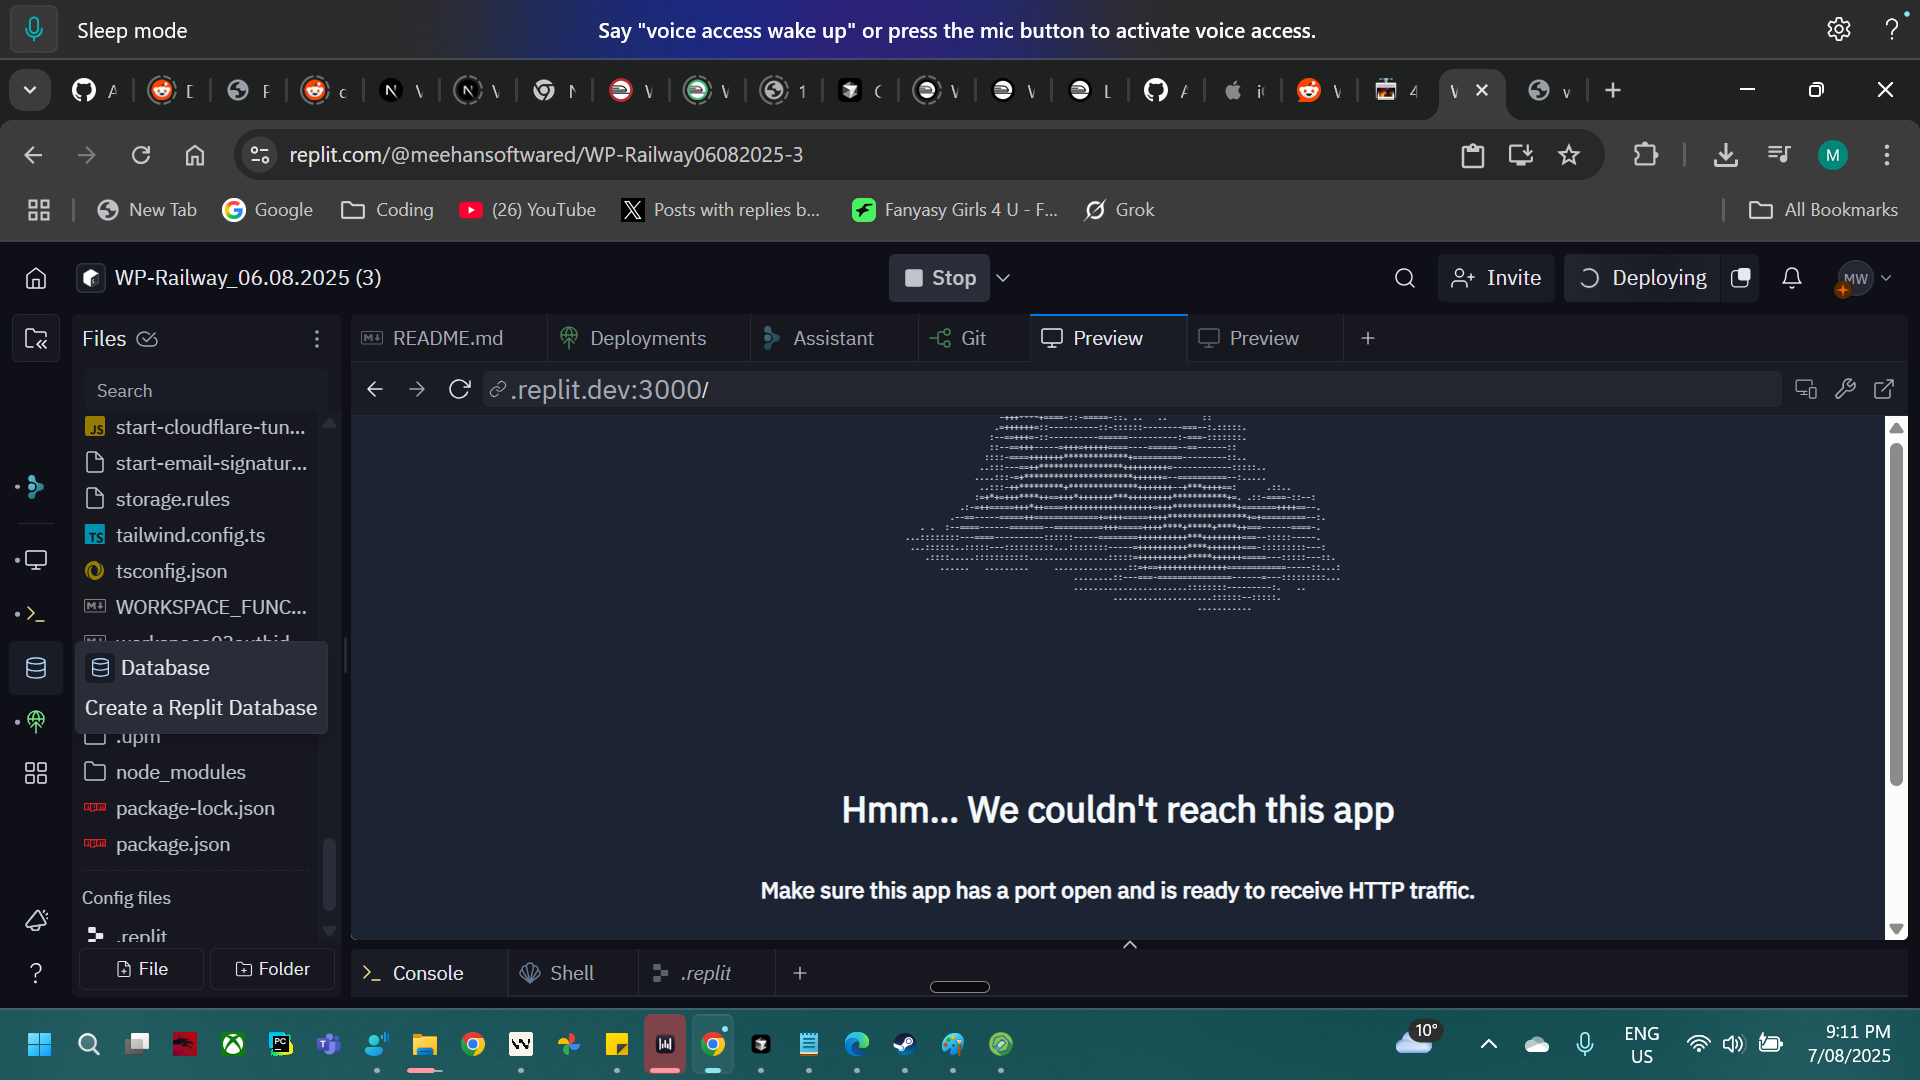 Sleep mode
Say "voice access wake up" or press the mic button to activate voice access.
replit.com/@meehansoftwared/WP-Railway06082025-3
M
New Tab
Google
Coding
(26) YouTube
Posts with replies b...
Fanyasy Girls 4 U - F...
Grok
All Bookmarks
WP-Railway_06.08.2025 (3)
Stop
Invite
Deploying
MW
Files
README.md
Deployments
Assistant
Git
Preview
Preview
Search
.replit.dev:3000/
start-cloudflare-tun...
start-email-signatur...
storage.rules
tailwind.config.ts
tsconfig.json
WORKSPACE_FUNC...
Database
Create a Replit Database
.upm
node_modules
package-lock.json
package.json
Config files
.replit
File
Folder
Hmm... We couldn't reach this app
Make sure this app has a port open and is ready to receive HTTP traffic.
Console
Shell
.replit
10°
ENG
US
9:11 PM
7/08/2025